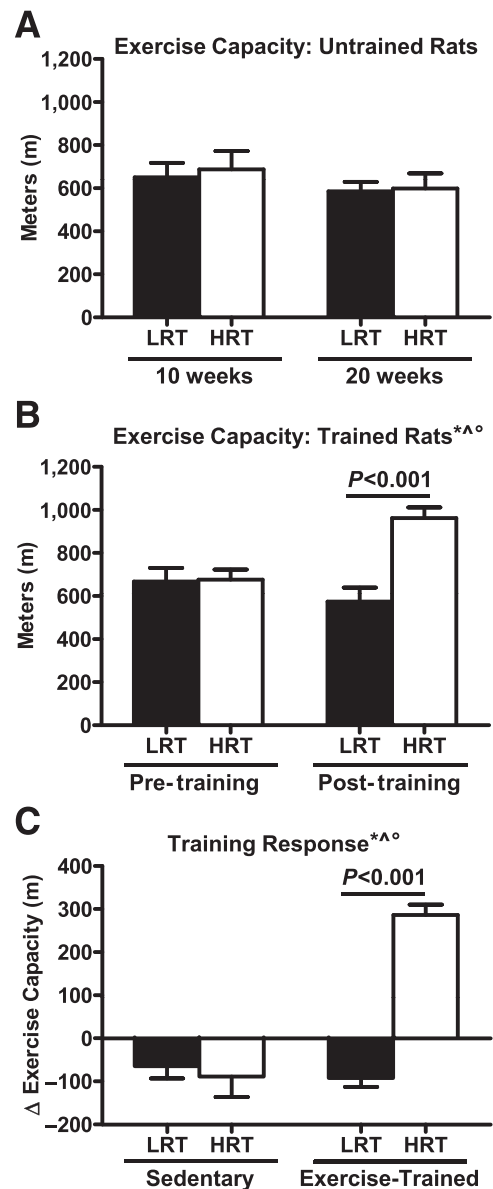 A
Exercise Capacity: Untrained Rats
1,200
1,000
800
600
400
200
0
Meters (m)
LRT HRT LRT HRT
10 weeks 20 weeks
B
Exercise Capacity: Trained Rats*^°
P<0.001
1,200
1,000
800
600
400
200
0
Meters (m)
LRT HRT LRT HRT
Pre-training Post-training
C
Training Response*^°
P<0.001
400
300
200
100
0
−100
−200
Δ Exercise Capacity (m)
LRT HRT LRT HRT
Sedentary Exercise-Trained